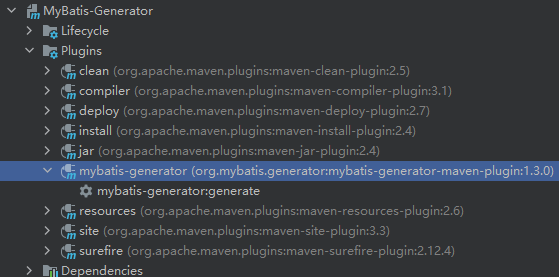 MyBatis-Generator
Lifecycle
Plugins
clean (org.apache.maven.plugins:maven-clean-plugin:2.5)
compiler (org.apache.maven.plugins:maven-compiler-plugin:3.1)
deploy (org.apache.maven.plugins:maven-deploy-plugin:2.7)
install (org.apache.maven.plugins:maven-install-plugin:2.4)
jar (org.apache.maven.plugins:maven-jar-plugin:2.4)
mybatis-generator (org.mybatis.generator:mybatis-generator-maven-plugin:1.3.0)
mybatis-generator:generate
resources (org.apache.maven.plugins:maven-resources-plugin:2.6)
site (org.apache.maven.plugins:maven-site-plugin:3.3)
surefire (org.apache.maven.plugins:maven-surefire-plugin:2.12.4)
Dependencies